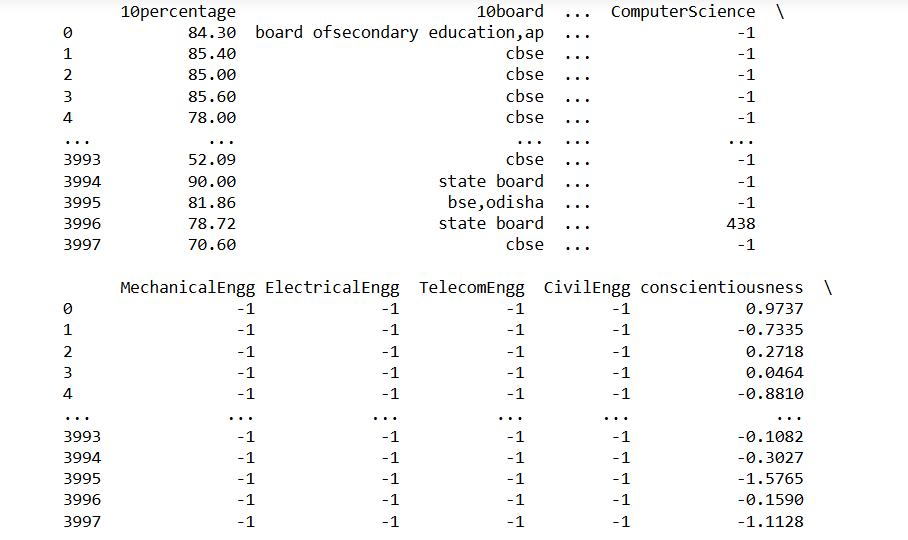 10percentage 10board ... ComputerScience \
0 84.30 board ofsecondary education,ap ... -1
1 85.40 cbse ... -1
2 85.00 cbse ... -1
3 85.60 cbse ... -1
4 78.00 cbse ... -1
... ... ... ... ...
3993 52.09 cbse ... -1
3994 90.00 state board ... -1
3995 81.86 bse,odisha ... -1
3996 78.72 state board ... 438
3997 70.60 cbse ... -1
MechanicalEngg ElectricalEngg TelecomEngg CivilEngg conscientiousness \
0 -1 -1 -1 -1 0.9737
1 -1 -1 -1 -1 -0.7335
2 -1 -1 -1 -1 0.2718
3 -1 -1 -1 -1 0.0464
4 -1 -1 -1 -1 -0.8810
... ... ... ... ... ...
3993 -1 -1 -1 -1 -0.1082
3994 -1 -1 -1 -1 -0.3027
3995 -1 -1 -1 -1 -1.5765
3996 -1 -1 -1 -1 -0.1590
3997 -1 -1 -1 -1 -1.1128